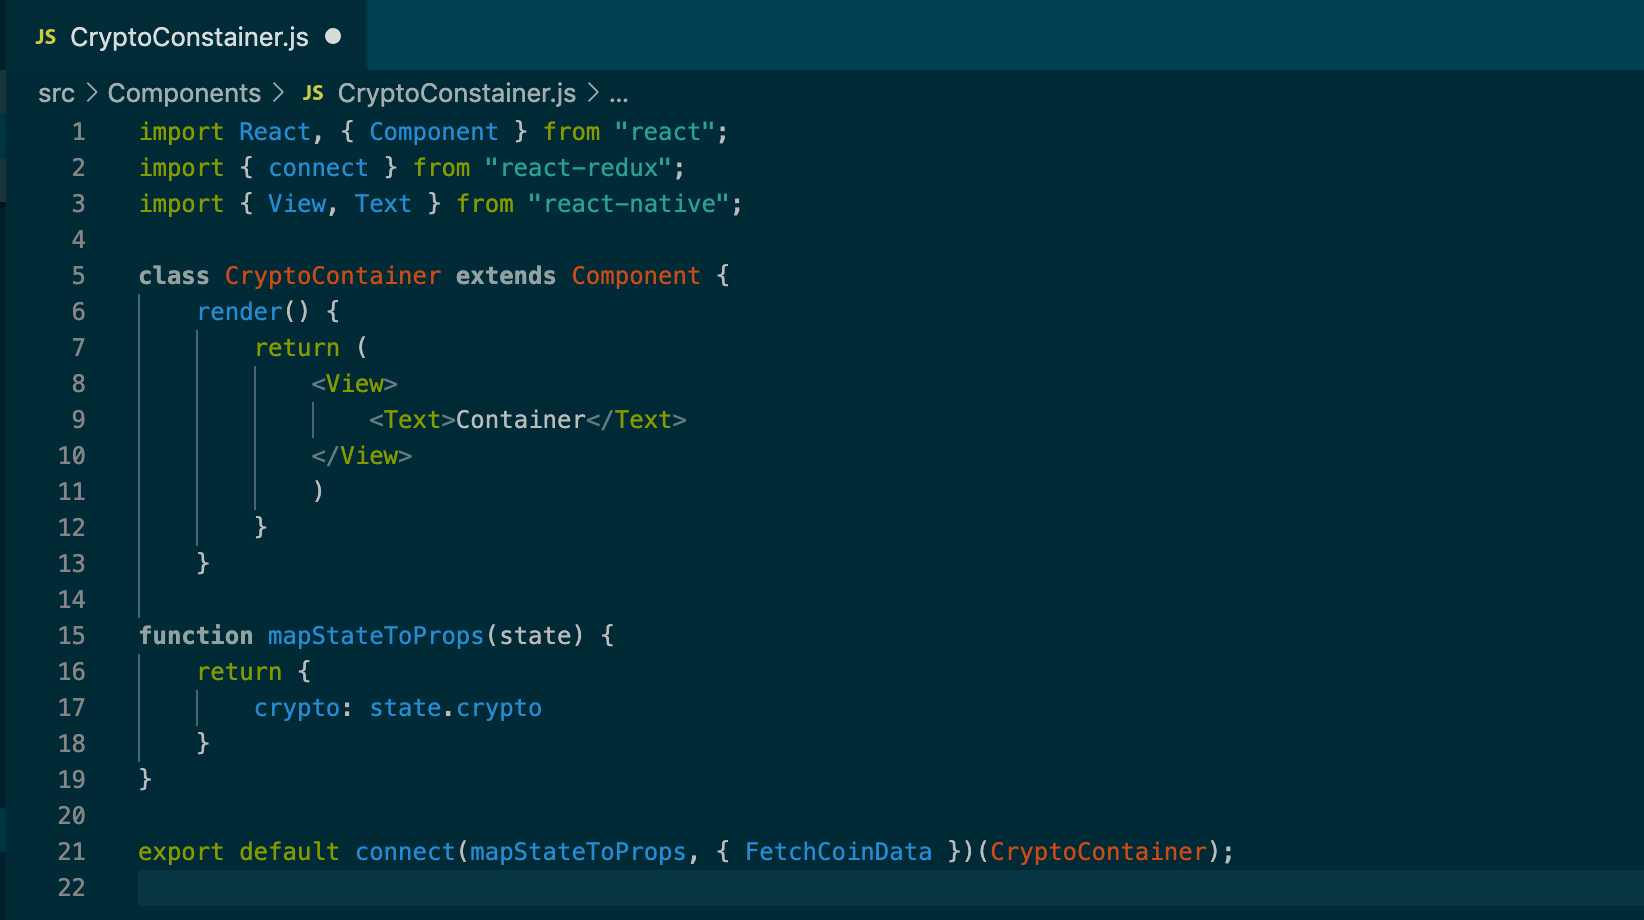 JS CryptoConstainer.js
src > Components > JS CryptoConstainer.js > ...
1 import React, { Component } from "react";
2 import { connect } from "react-redux";
3 import { View, Text } from "react-native";
4
5 class CryptoContainer extends Component {
6     render() {
7         return (
8             <View>
9                 <Text>Container</Text>
10             </View>
11             )
12         }
13     }
14
15 function mapStateToProps(state) {
16     return {
17         crypto: state.crypto
18     }
19 }
20
21 export default connect(mapStateToProps, { FetchCoinData })(CryptoContainer);
22